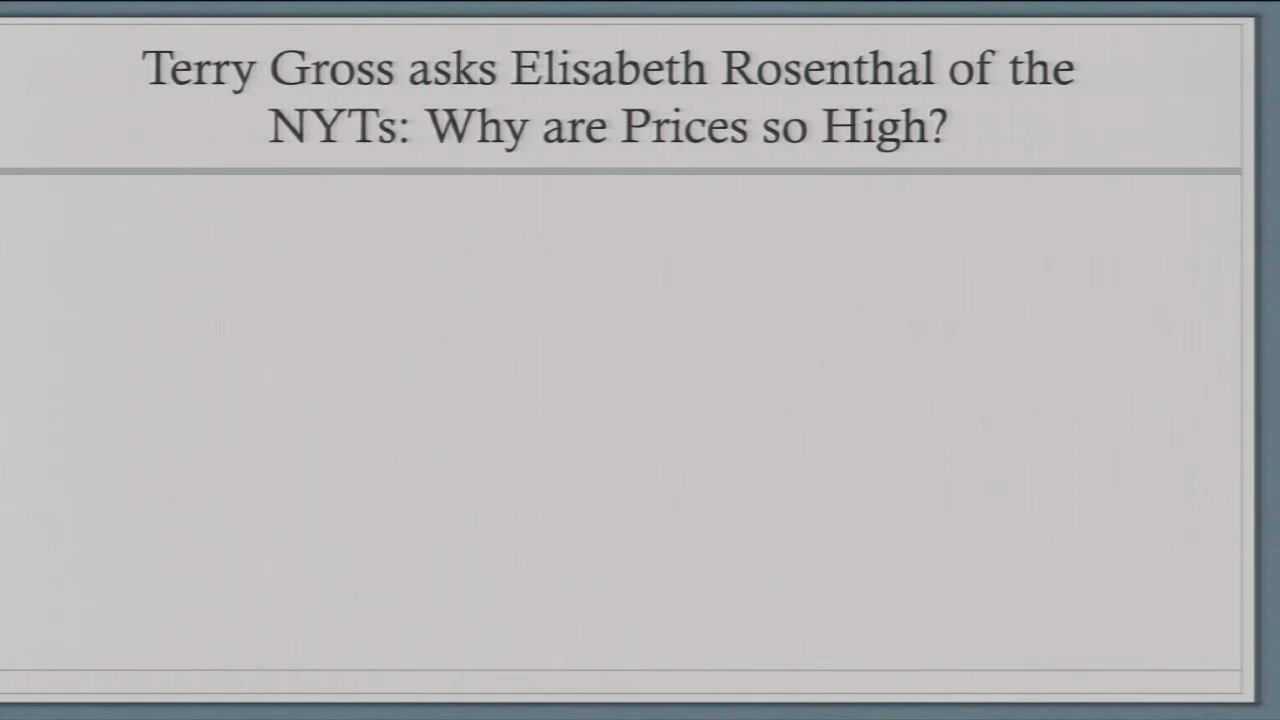 Terry Gross asks Elisabeth Rosenthal of the
NYTs: Why are Prices so High?